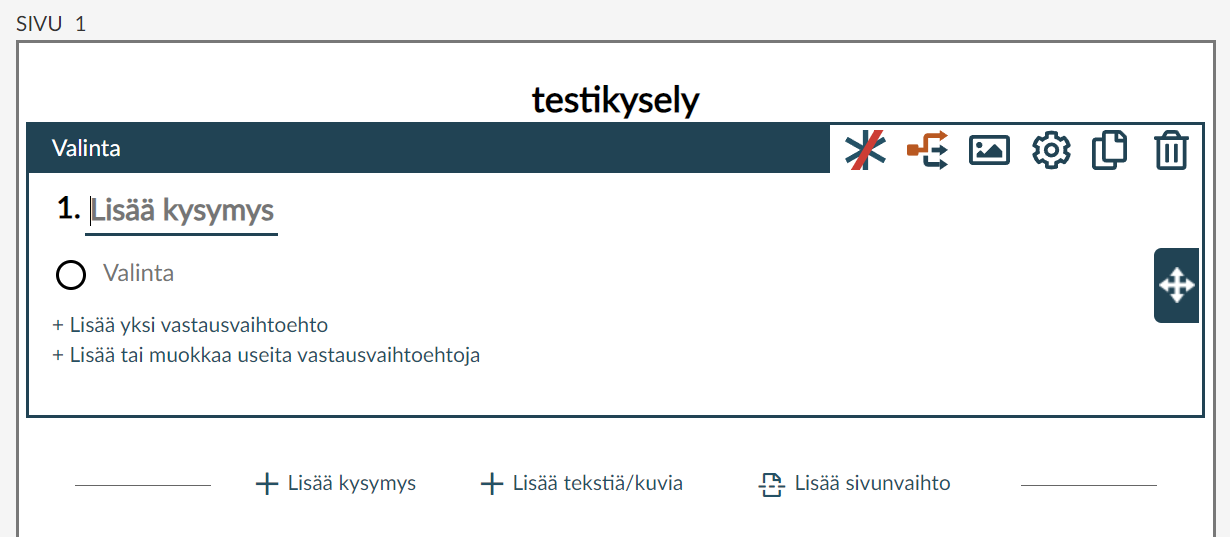 SIVU 1
testikysely
Valinta
1. Lisää kysymys
Valinta
+ Lisää yksi vastausvaihtoehto
+ Lisää tai muokkaa useita vastausvaihtoehtoja
Lisää kysymys
Lisää tekstiä/kuvia
Lisää sivunvaihto